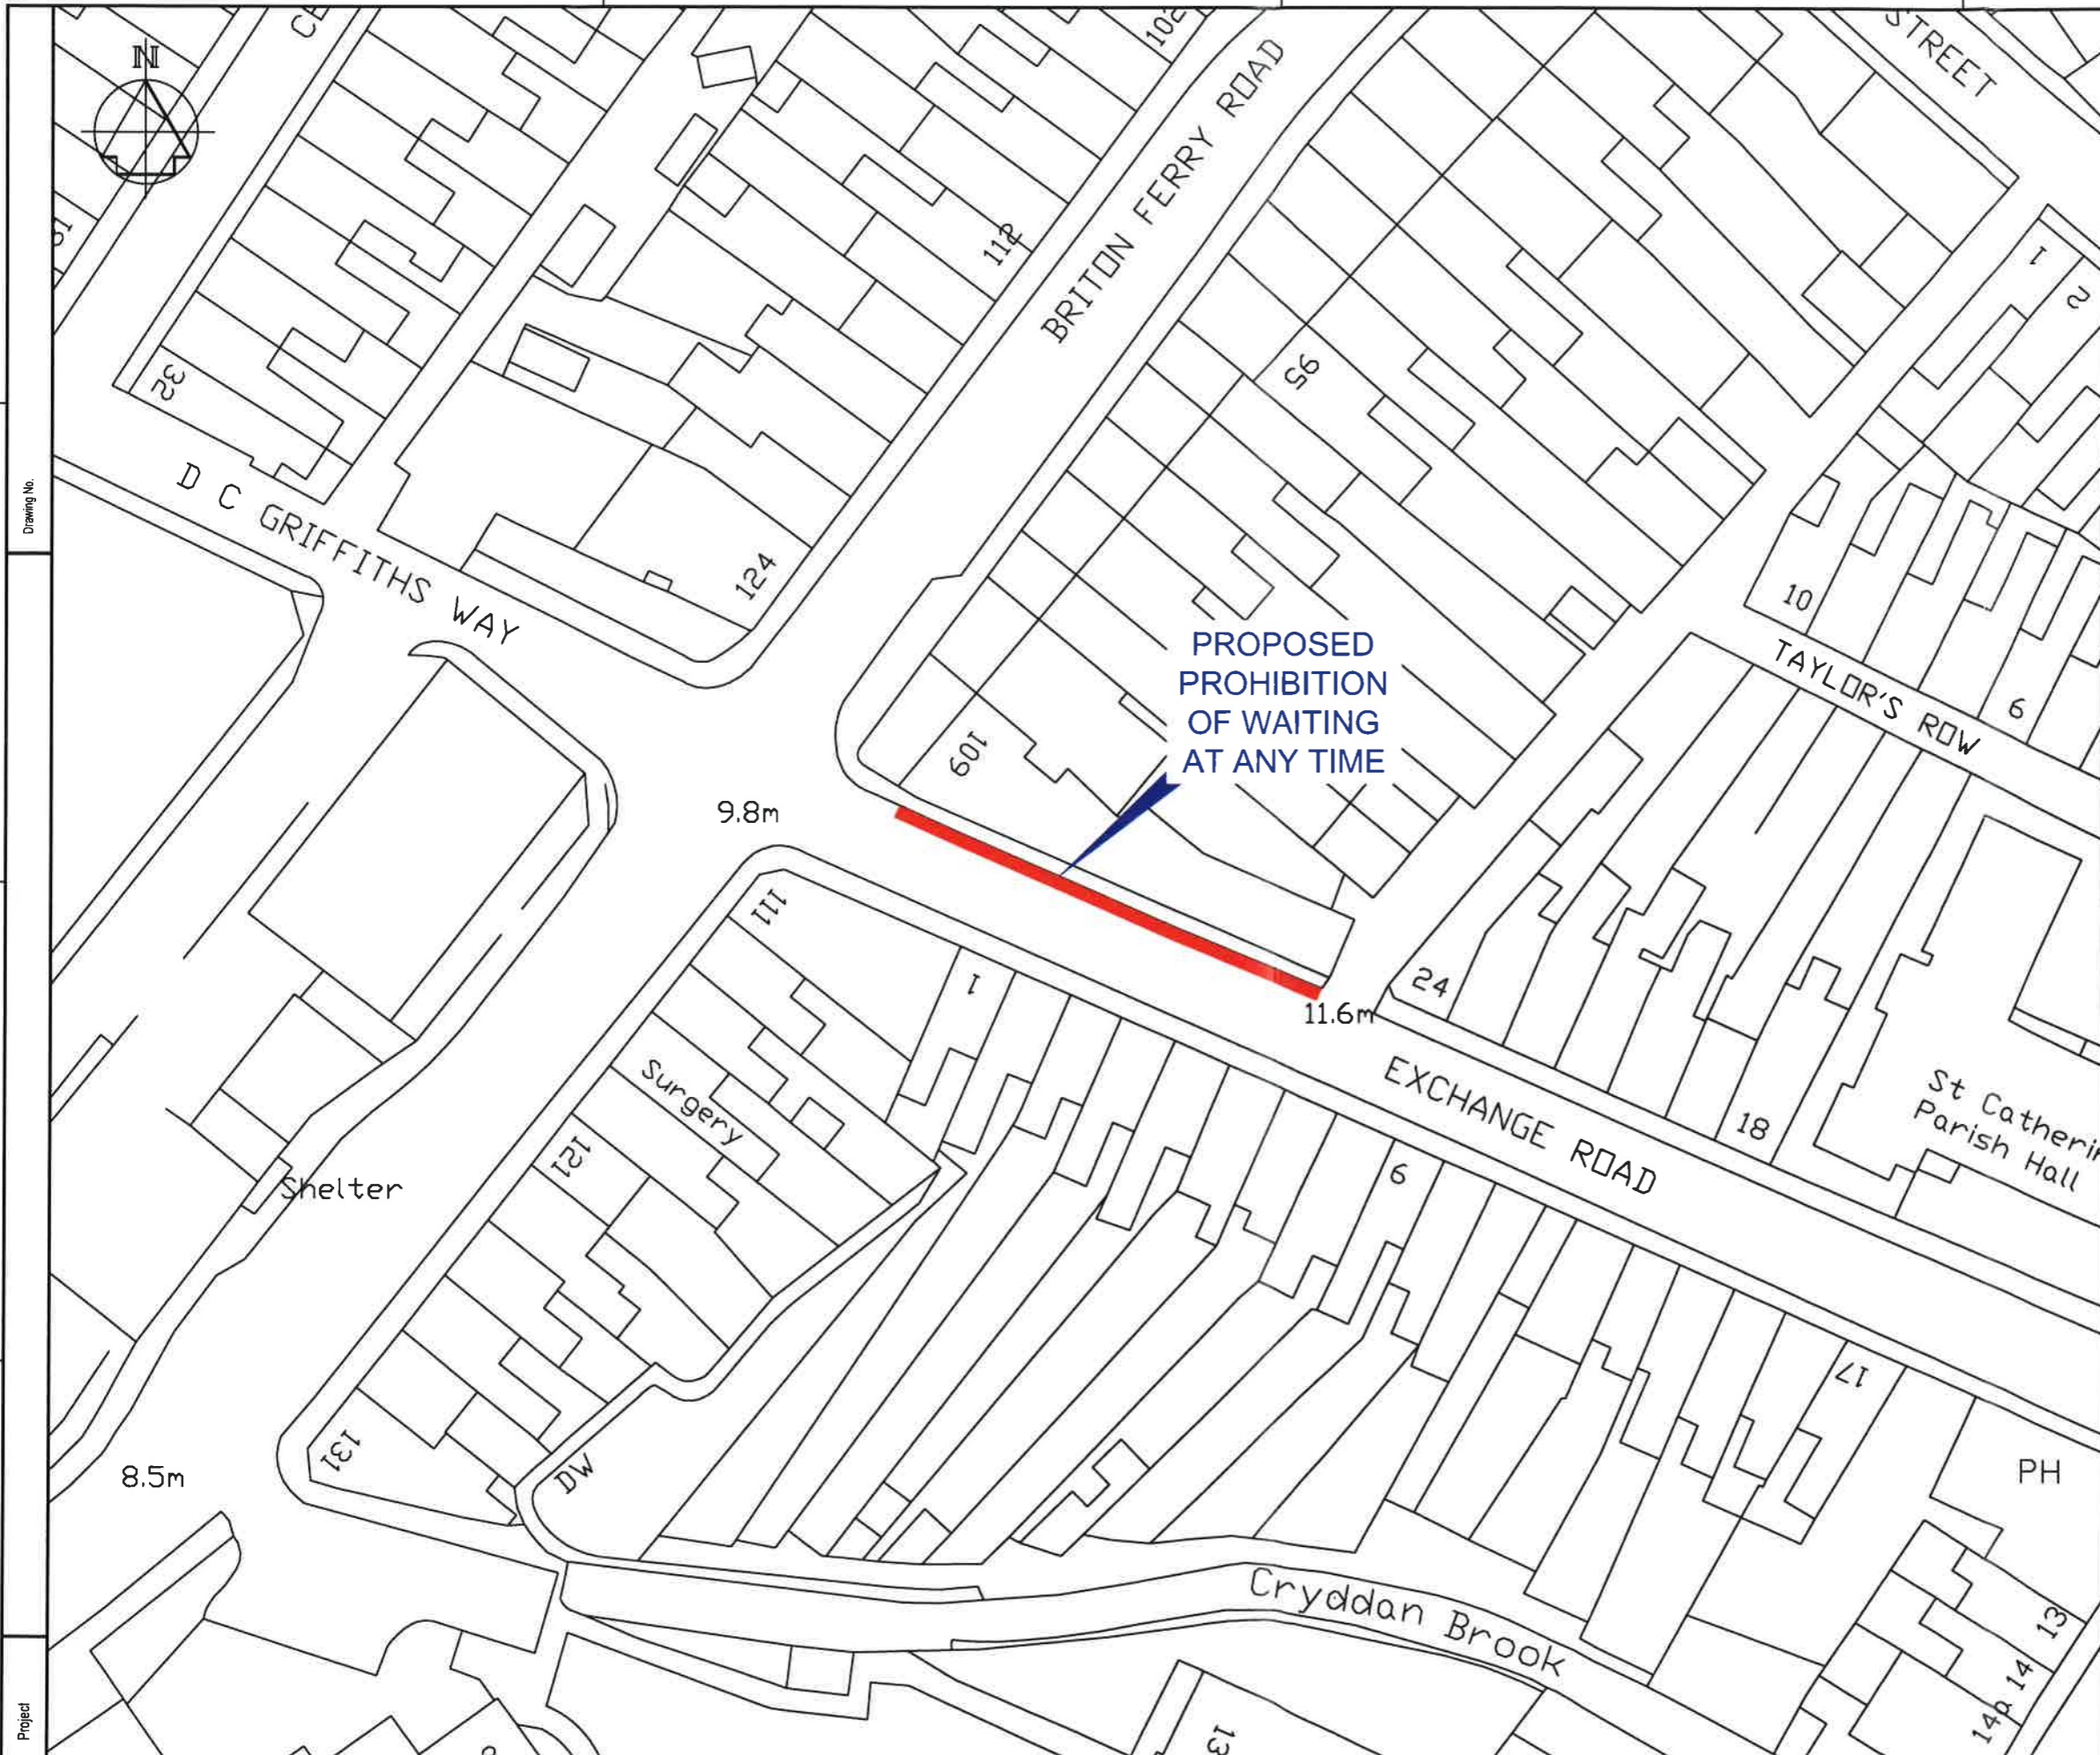 N
STREET
102
BRITON FERRY ROAD
112
1
2
95
32
Drawing No.
D C GRIFFITHS WAY
124
10
TAYLOR'S ROW
6
PROPOSED
PROHIBITION
OF WAITING
AT ANY TIME
109
9.8m
111
1
24
11.6m
EXCHANGE ROAD
18
Parish Hall
Surgery
121
6
Shelter
17
131
DW
8.5m
PH
Cryddan Brook
13
14
14a
13
Project